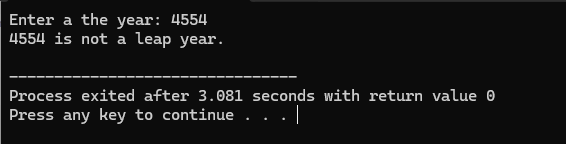 Enter a the year: 4554
4554 is not a leap year.
--------------------------------
Process exited after 3.081 seconds with return value 0
Press any key to continue . . .